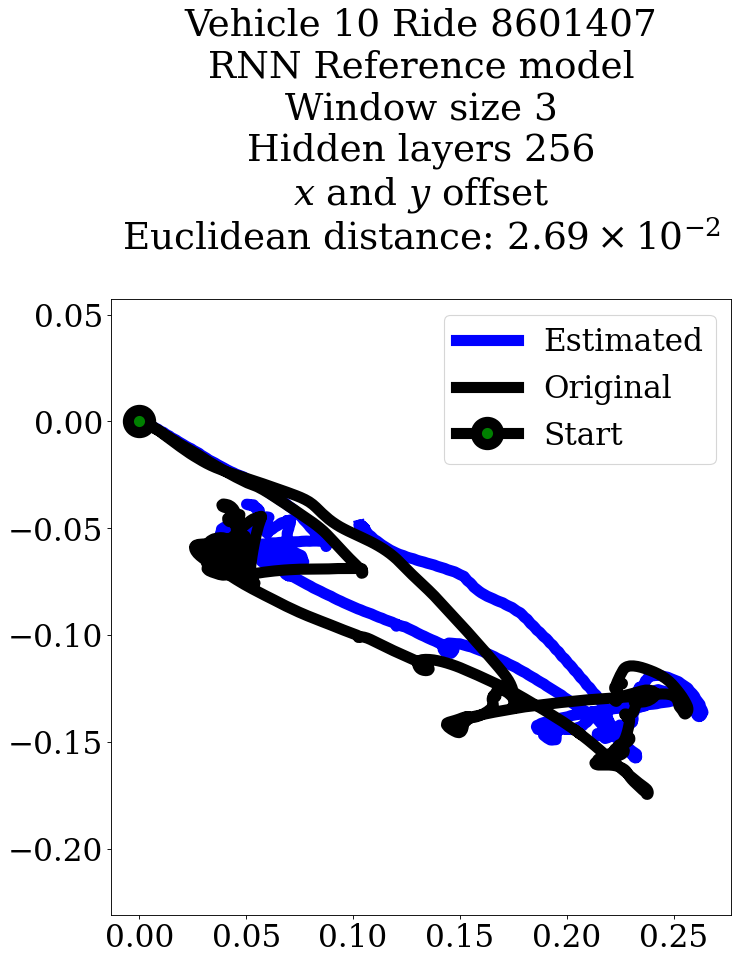 Vehicle 10 Ride 8601407
RNN Reference model
Window size 3
Hidden layers 256
x and y offset
Euclidean distance: 2.69 × 10⁻²
Estimated
Original
Start
0.05
0.00
−0.05
−0.10
−0.15
−0.20
0.00 0.05 0.10 0.15 0.20 0.25